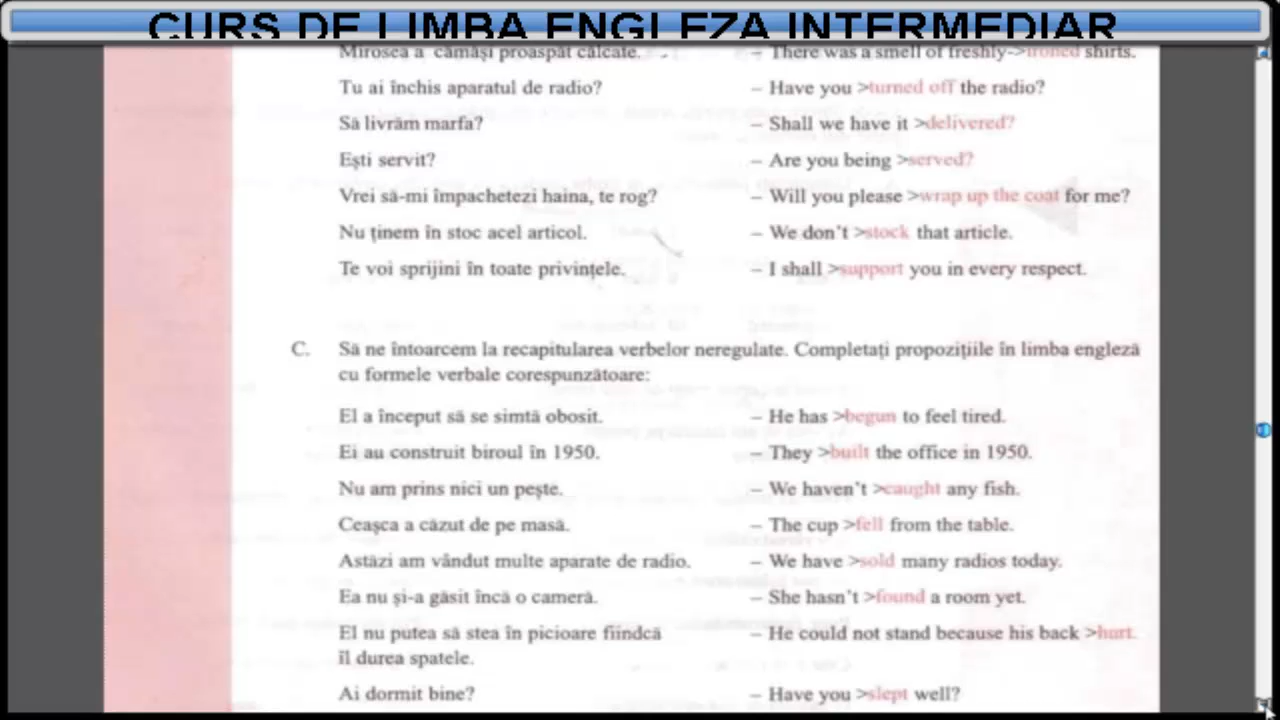 CURS DE LIMBA ENGLEZA INTERMEDIAR
Mirosea a cămăși proaspăt călcate. – There was a smell of freshly->ironed shirts.
Tu ai închis aparatul de radio? – Have you >turned off the radio?
Să livrăm marfa? – Shall we have it >delivered?
Ești servit? – Are you being >served?
Vrei să-mi împachetezi haina, te rog? – Will you please >wrap up the coat for me?
Nu ținem în stoc acel articol. – We don't >stock that article.
Te voi sprijini în toate privințele. – I shall >support you in every respect.
C. Să ne întoarcem la recapitularea verbelor neregulate. Completați propozițiile în limba engleză
cu formele verbale corespunzătoare:
El a început să se simtă obosit. – He has >begun to feel tired.
Ei au construit biroul în 1950. – They >built the office in 1950.
Nu am prins nici un pește. – We haven't >caught any fish.
Ceașca a căzut de pe masă. – The cup >fell from the table.
Astăzi am vândut multe aparate de radio. – We have >sold many radios today.
Ea nu și-a găsit încă o cameră. – She hasn't >found a room yet.
El nu putea să stea în picioare fiindcă – He could not stand because his back >hurt.
îl durea spatele.
Ai dormit bine? – Have you >slept well?